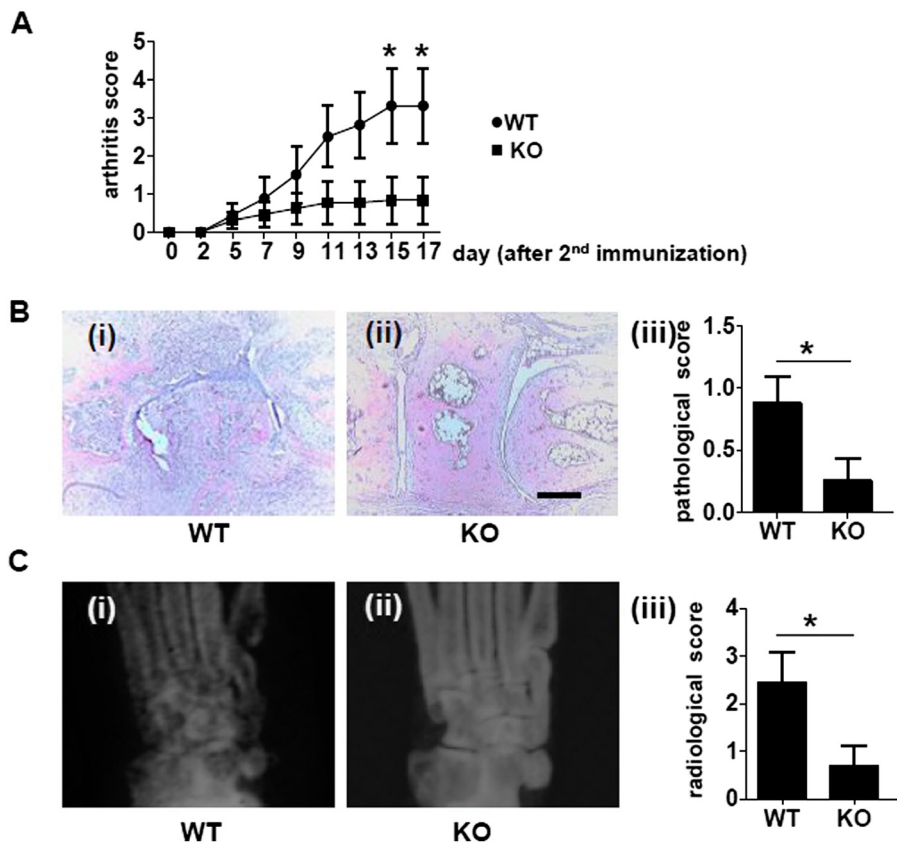 A
arthritis score
5
4
3
2
1
0
0 2 5 7 9 11 13 15 17
day (after 2nd immunization)
* *
WT
KO
B
(i)
WT
(ii)
KO
(iii)
pathological score
1.5
1.0
0.5
0.0
*
WT KO
C
(i)
WT
(ii)
KO
(iii)
radiological score
4
3
2
1
0
*
WT KO